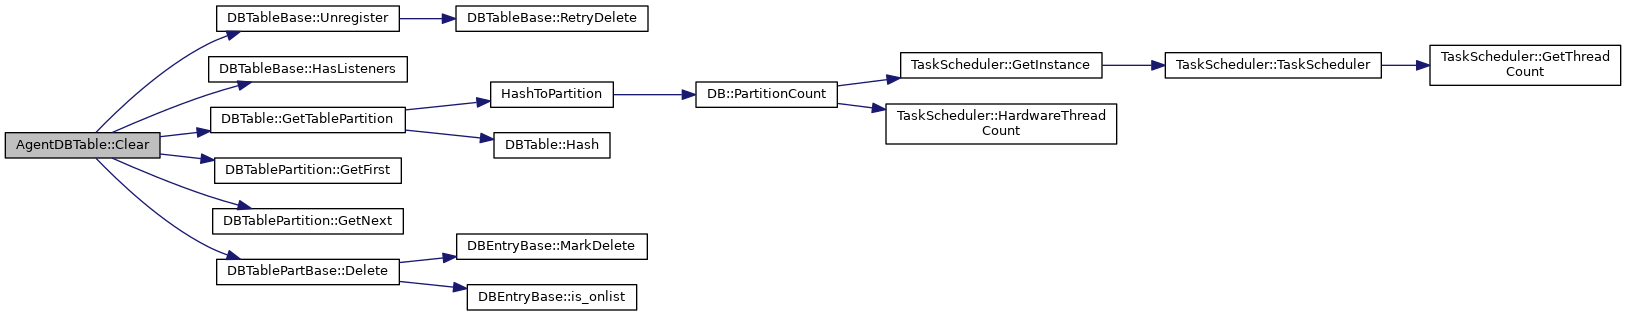 AgentDBTable::Clear
DBTableBase::Unregister
DBTableBase::RetryDelete
DBTableBase::HasListeners
DBTable::GetTablePartition
HashToPartition
DB::PartitionCount
TaskScheduler::GetInstance
TaskScheduler::TaskScheduler
TaskScheduler::GetThread
Count
TaskScheduler::HardwareThread
Count
DBTable::Hash
DBTablePartition::GetFirst
DBTablePartition::GetNext
DBTablePartBase::Delete
DBEntryBase::MarkDelete
DBEntryBase::is_onlist